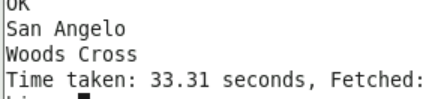 OK
San Angelo
Woods Cross
Time taken: 33.31 seconds, Fetched: